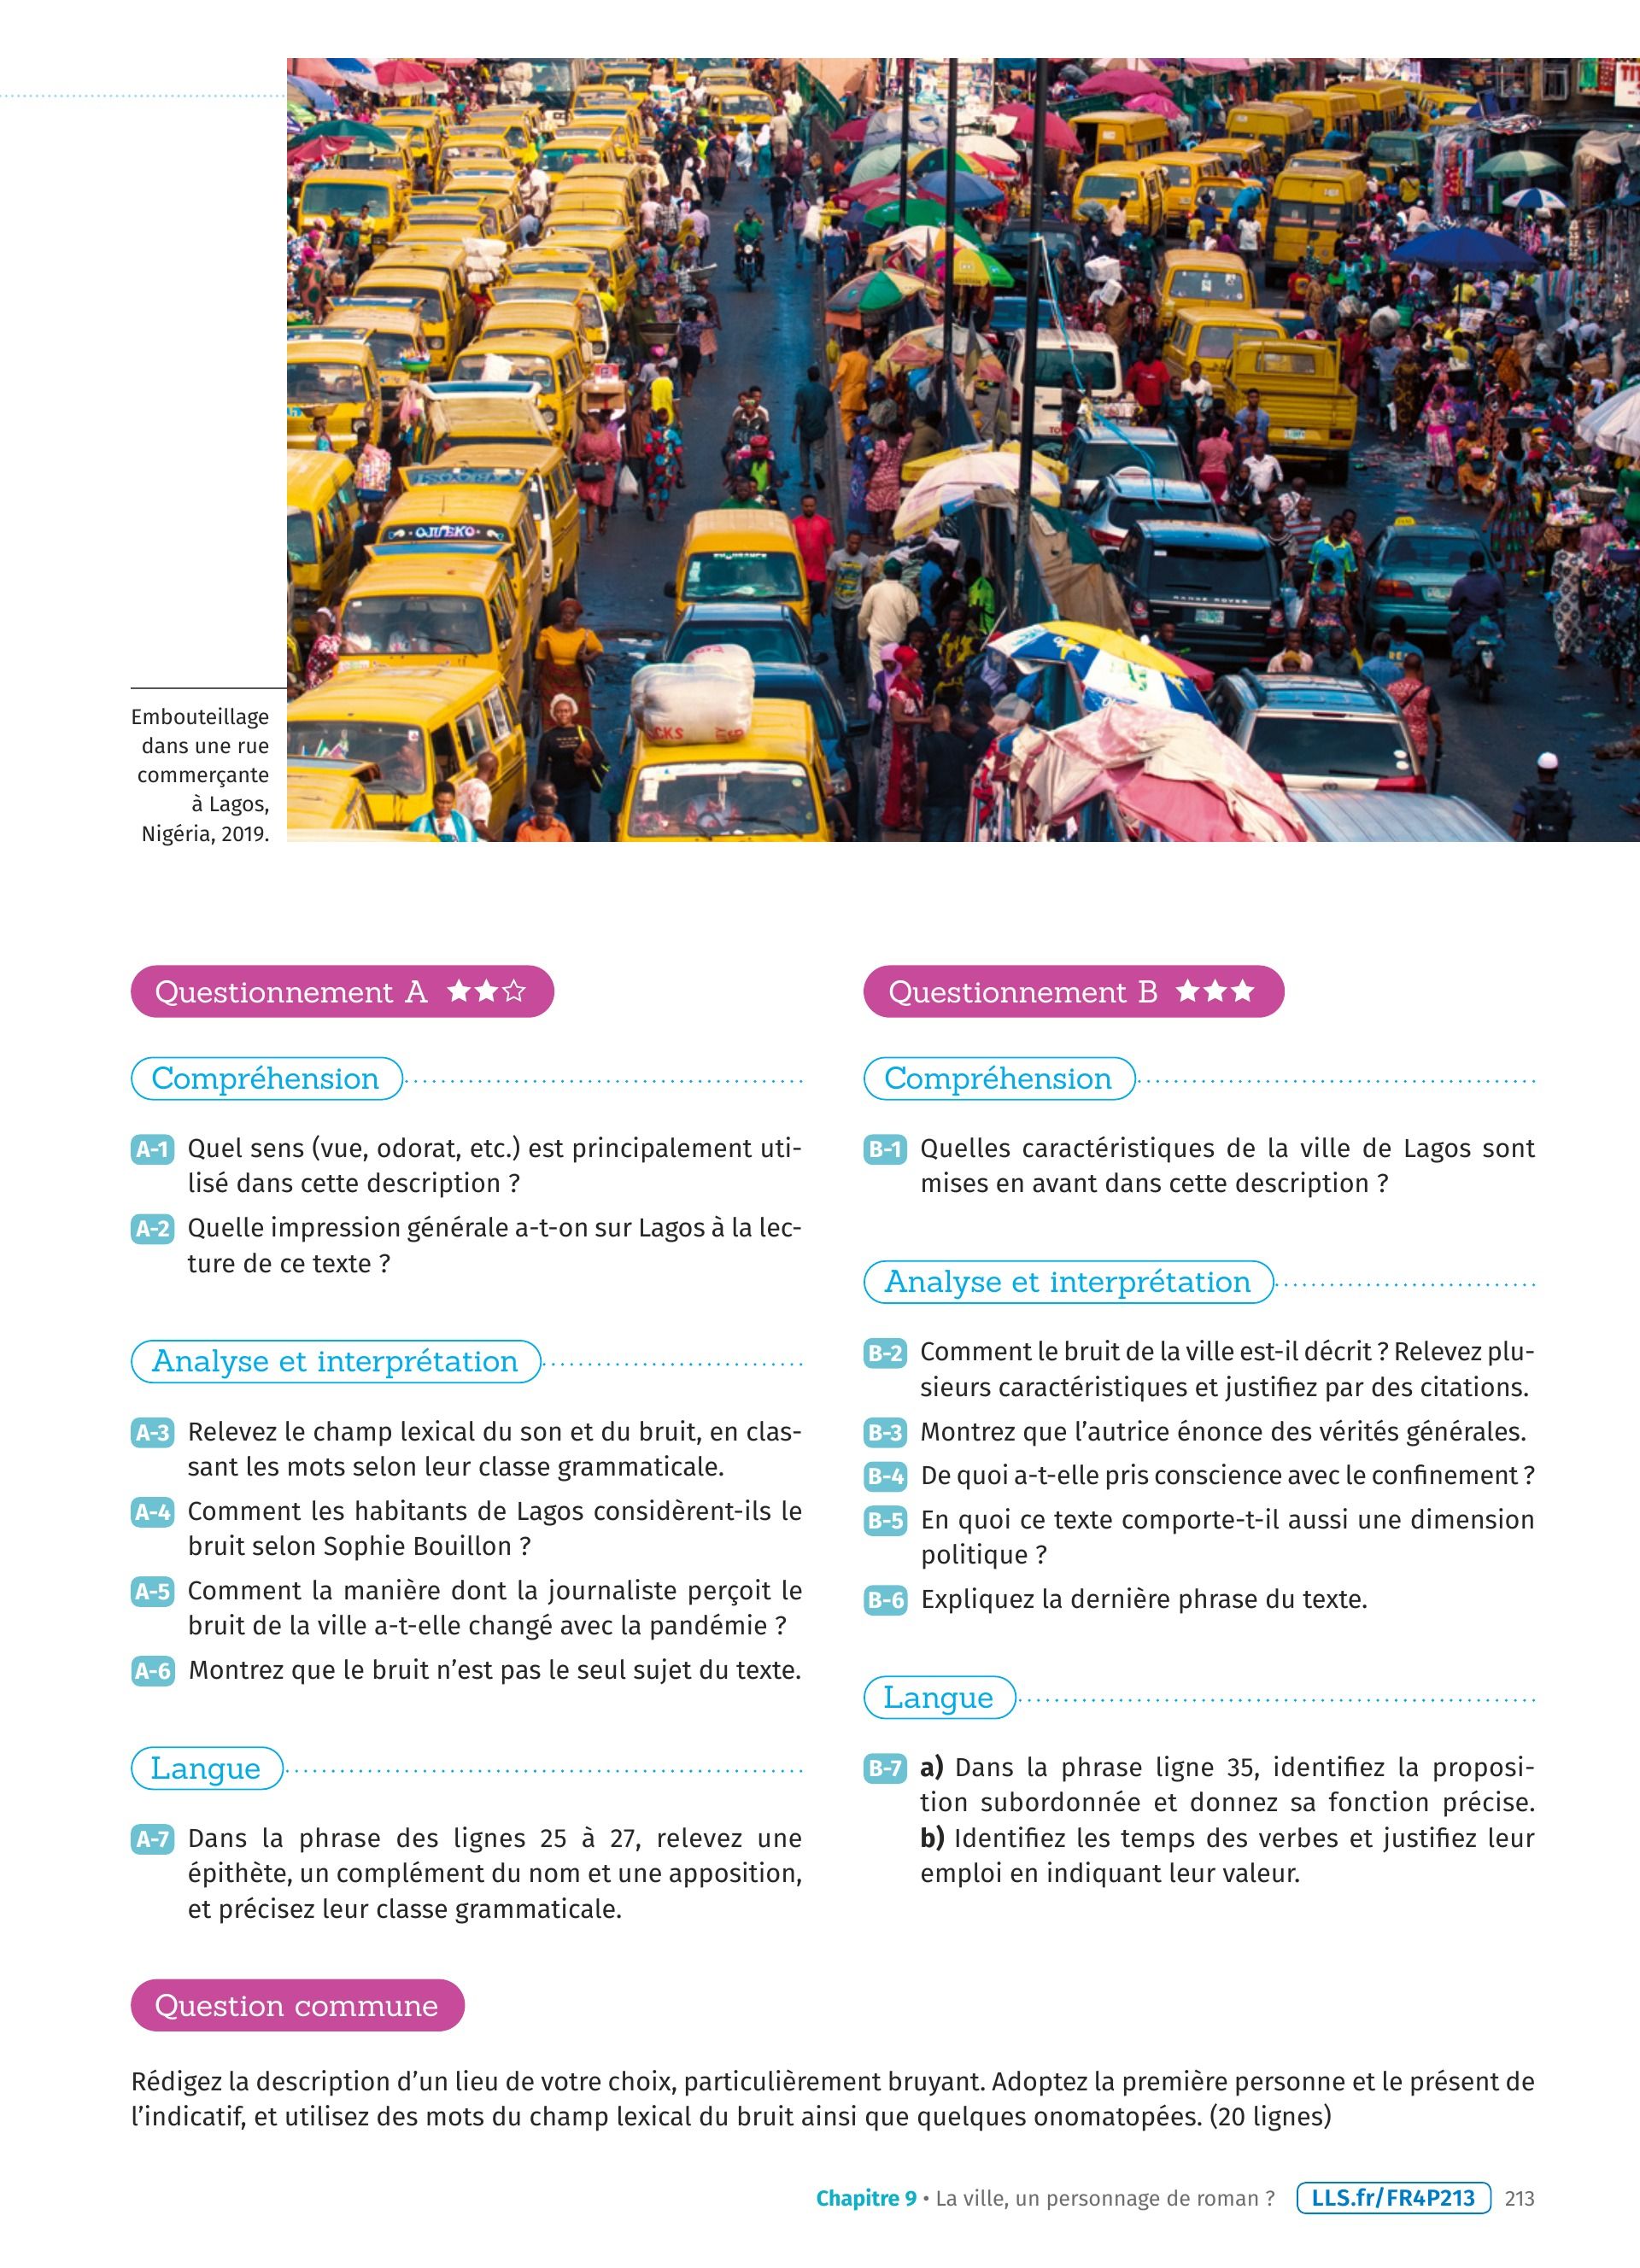 OJUEKO
RANGE ROVER
CKS
Embouteillage
dans une rue
commerçante
à Lagos,
Nigéria, 2019.
Questionnement A
Compréhension
A-1 Quel sens (vue, odorat, etc.) est principalement uti-
lisé dans cette description ?
A-2 Quelle impression générale a-t-on sur Lagos à la lec-
ture de ce texte ?
Analyse et interprétation
A-3 Relevez le champ lexical du son et du bruit, en clas-
sant les mots selon leur classe grammaticale.
A-4 Comment les habitants de Lagos considèrent-ils le
bruit selon Sophie Bouillon ?
A-5 Comment la manière dont la journaliste perçoit le
bruit de la ville a-t-elle changé avec la pandémie ?
A-6 Montrez que le bruit n'est pas le seul sujet du texte.
Langue
A-7 Dans la phrase des lignes 25 à 27, relevez une
épithète, un complément du nom et une apposition,
et précisez leur classe grammaticale.
Questionnement B
Compréhension
B-1 Quelles caractéristiques de la ville de Lagos sont
mises en avant dans cette description ?
Analyse et interprétation
B-2 Comment le bruit de la ville est-il décrit ? Relevez plu-
sieurs caractéristiques et justifiez par des citations.
B-3 Montrez que l'autrice énonce des vérités générales.
B-4 De quoi a-t-elle pris conscience avec le confinement ?
B-5 En quoi ce texte comporte-t-il aussi une dimension
politique ?
B-6 Expliquez la dernière phrase du texte.
Langue
B-7 a) Dans la phrase ligne 35, identifiez la proposi-
tion subordonnée et donnez sa fonction précise.
b) Identifiez les temps des verbes et justifiez leur
emploi en indiquant leur valeur.
Question commune
Rédigez la description d'un lieu de votre choix, particulièrement bruyant. Adoptez la première personne et le présent de
l'indicatif, et utilisez des mots du champ lexical du bruit ainsi que quelques onomatopées. (20 lignes)
Chapitre 9 • La ville, un personnage de roman ? LLS.fr/FR4P213 213